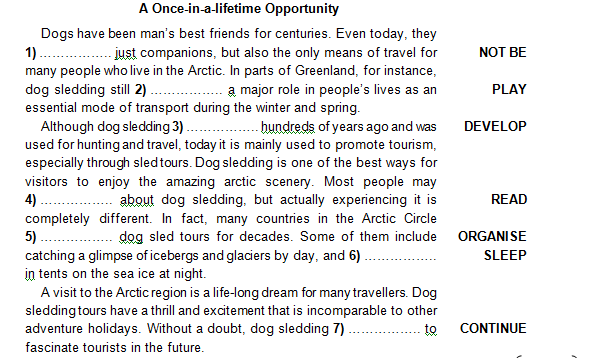 A Once-in-a-lifetime Opportunity
Dogs have been man's best friends for centuries. Even today, they
1) ................ just companions, but also the only means of travel for NOT BE
many people who live in the Arctic. In parts of Greenland, for instance,
dog sledding still 2) ................ a major role in people's lives as an PLAY
essential mode of transport during the winter and spring.
Although dog sledding 3) ................ hundreds of years ago and was DEVELOP
used for hunting and travel, today it is mainly used to promote tourism,
especially through sled tours. Dog sledding is one of the best ways for
visitors to enjoy the amazing arctic scenery. Most people may
4) ................ about dog sledding, but actually experiencing it is READ
completely different. In fact, many countries in the Arctic Circle
5) ................ dog sled tours for decades. Some of them include ORGANISE
catching a glimpse of icebergs and glaciers by day, and 6) ................ SLEEP
in tents on the sea ice at night.
A visit to the Arctic region is a life-long dream for many travellers. Dog
sledding tours have a thrill and excitement that is incomparable to other
adventure holidays. Without a doubt, dog sledding 7) ................ to CONTINUE
fascinate tourists in the future.